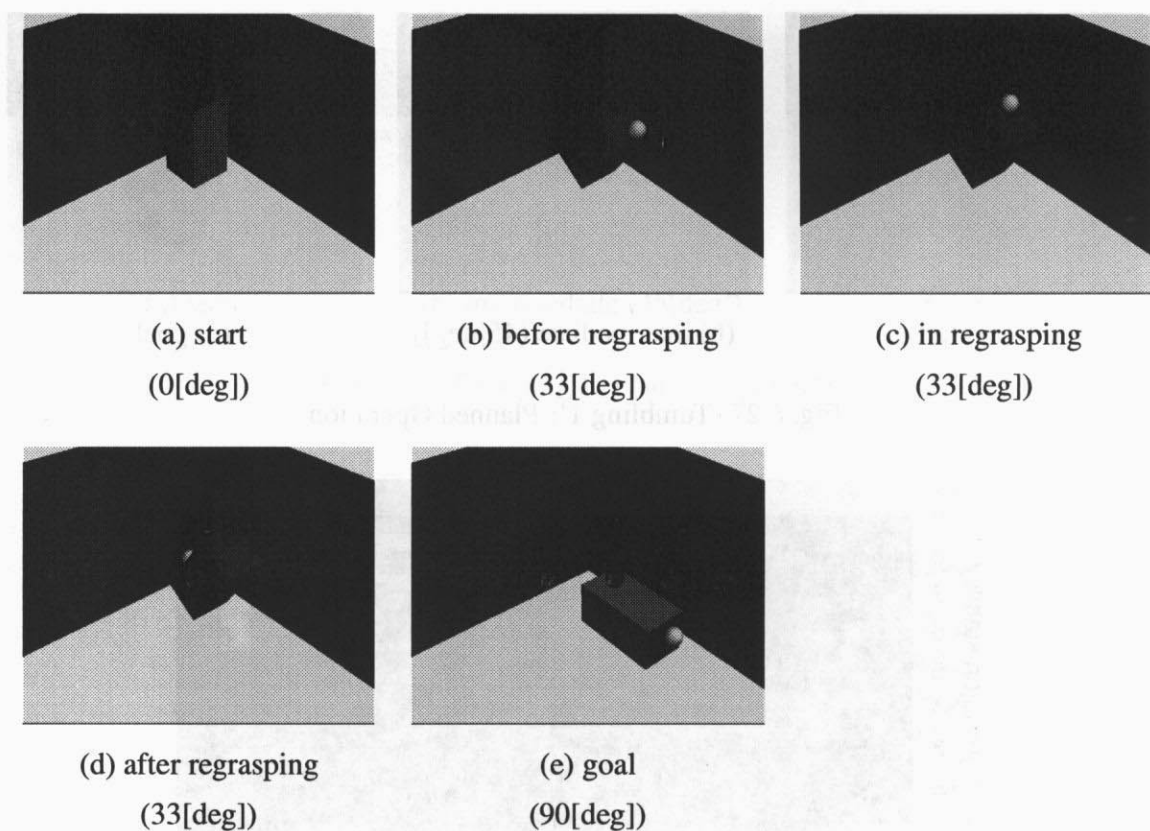 (a) start
(0[deg])
(b) before regrasping
(33[deg])
(c) in regrasping
(33[deg])
(d) after regrasping
(33[deg])
(e) goal
(90[deg])